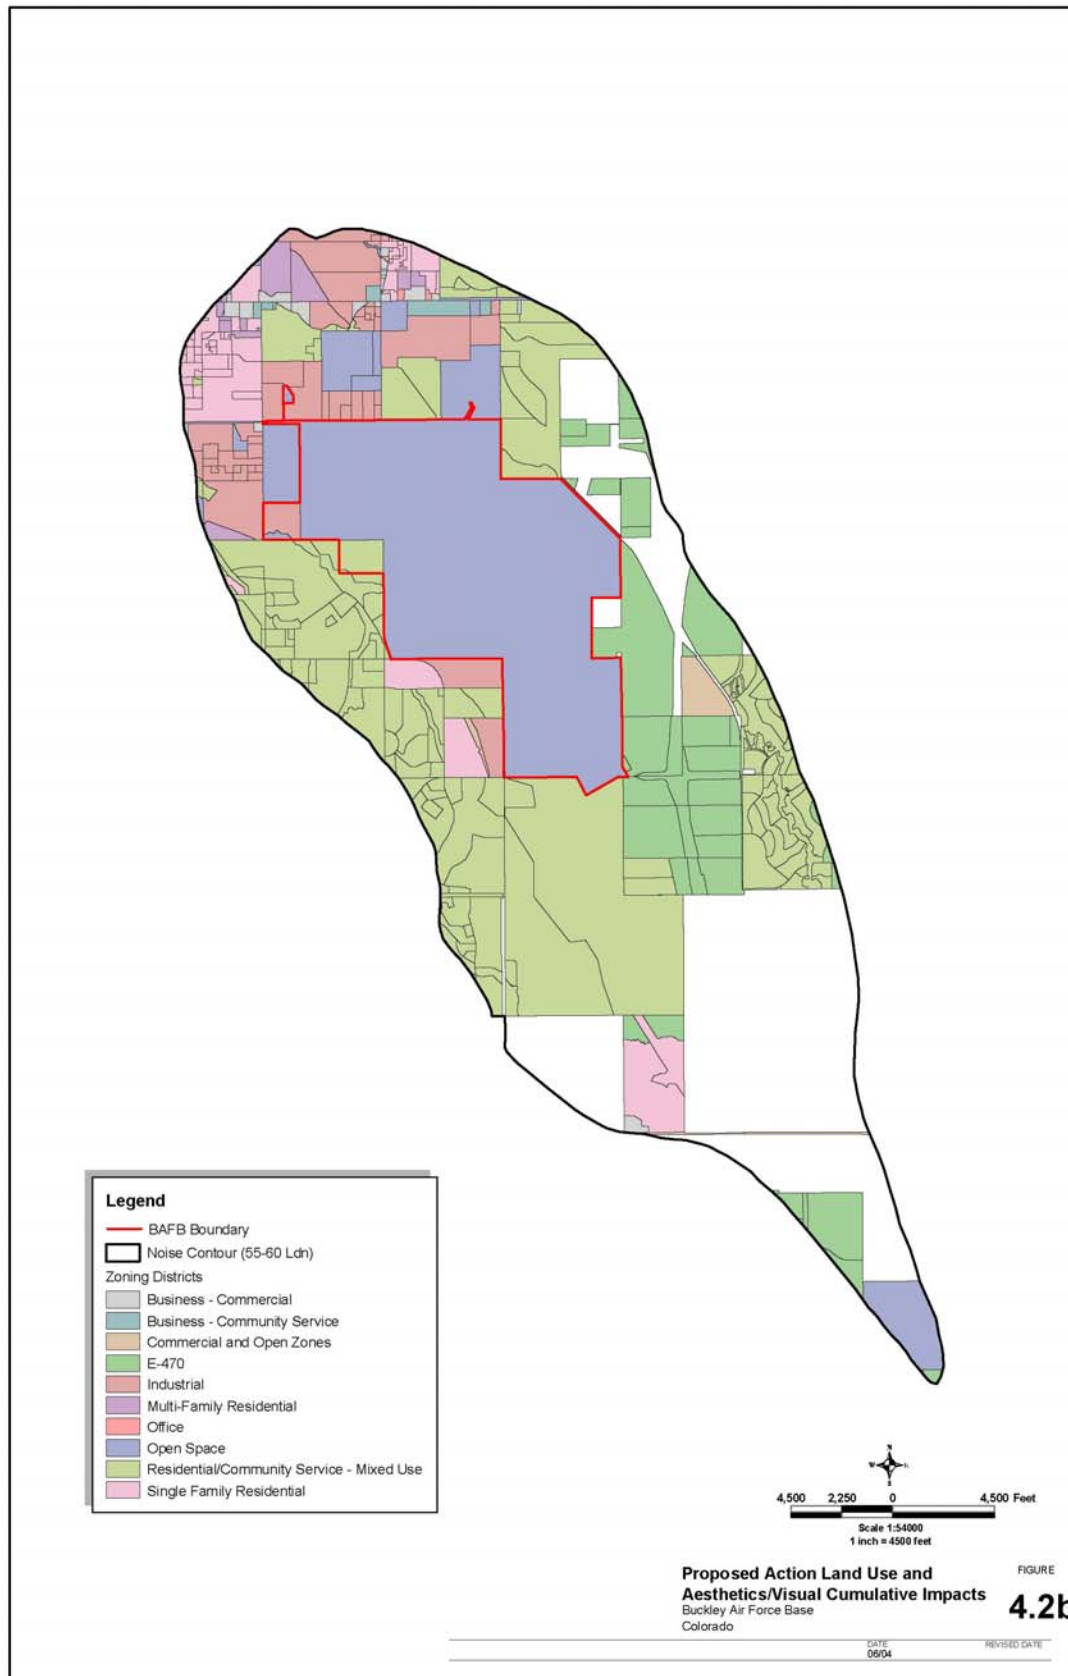 Legend
BAFB Boundary
Noise Contour (55-60 Ldn)
Zoning Districts
Business - Commercial
Business - Community Service
Commercial and Open Zones
E-470
Industrial
Multi-Family Residential
Office
Open Space
Residential/Community Service - Mixed Use
Single Family Residential
N
W E
S
4,500 2,250 0 4,500 Feet
Scale 1:54000
1 inch = 4500 feet
Proposed Action Land Use and
Aesthetics/Visual Cumulative Impacts
Buckley Air Force Base
Colorado
FIGURE
4.2b
DATE
06/04
REVISED DATE